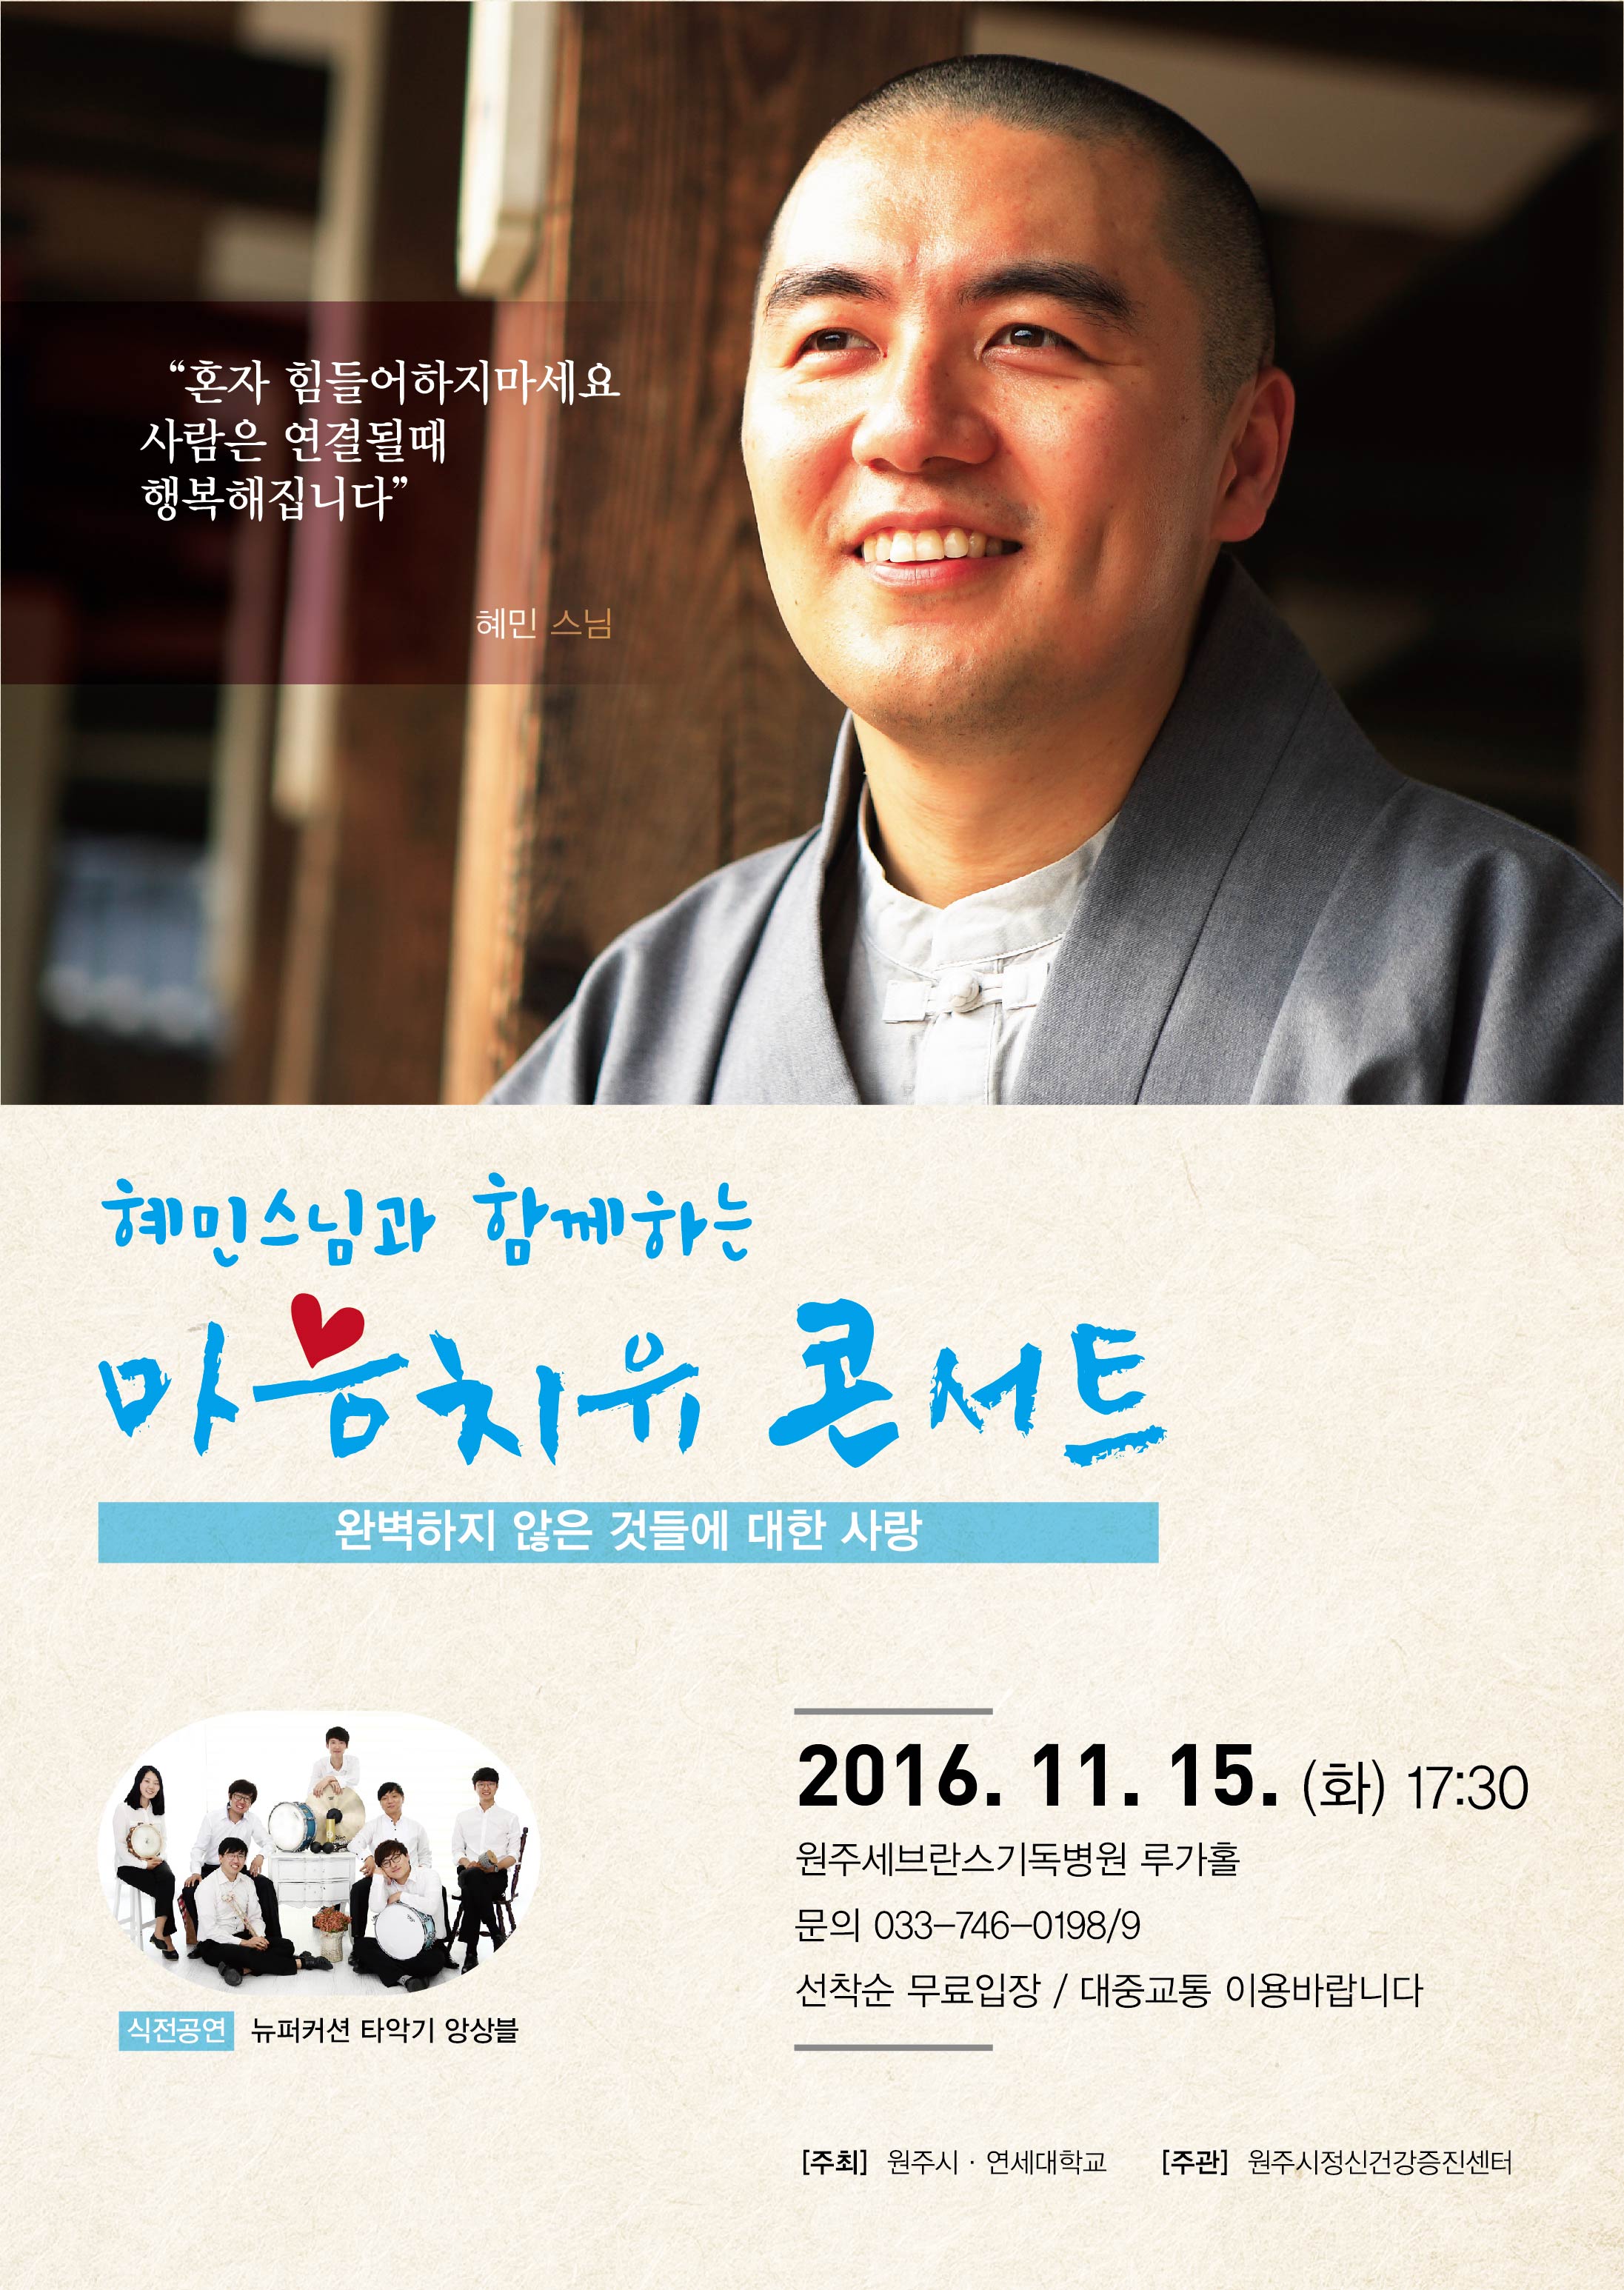 “혼자 힘들어하지마세요
사람은 연결될때
행복해집니다”
혜민 스님
혜민스님과 함께하는
마음치유 콘서트
완벽하지 않은 것들에 대한 사랑
2016. 11. 15. (화) 17:30
원주세브란스기독병원 루가홀
문의 033-746-0198/9
선착순 무료입장 / 대중교통 이용바랍니다
식전공연 뉴퍼커션 타악기 앙상블
[주최] 원주시 · 연세대학교 [주관] 원주시정신건강증진센터